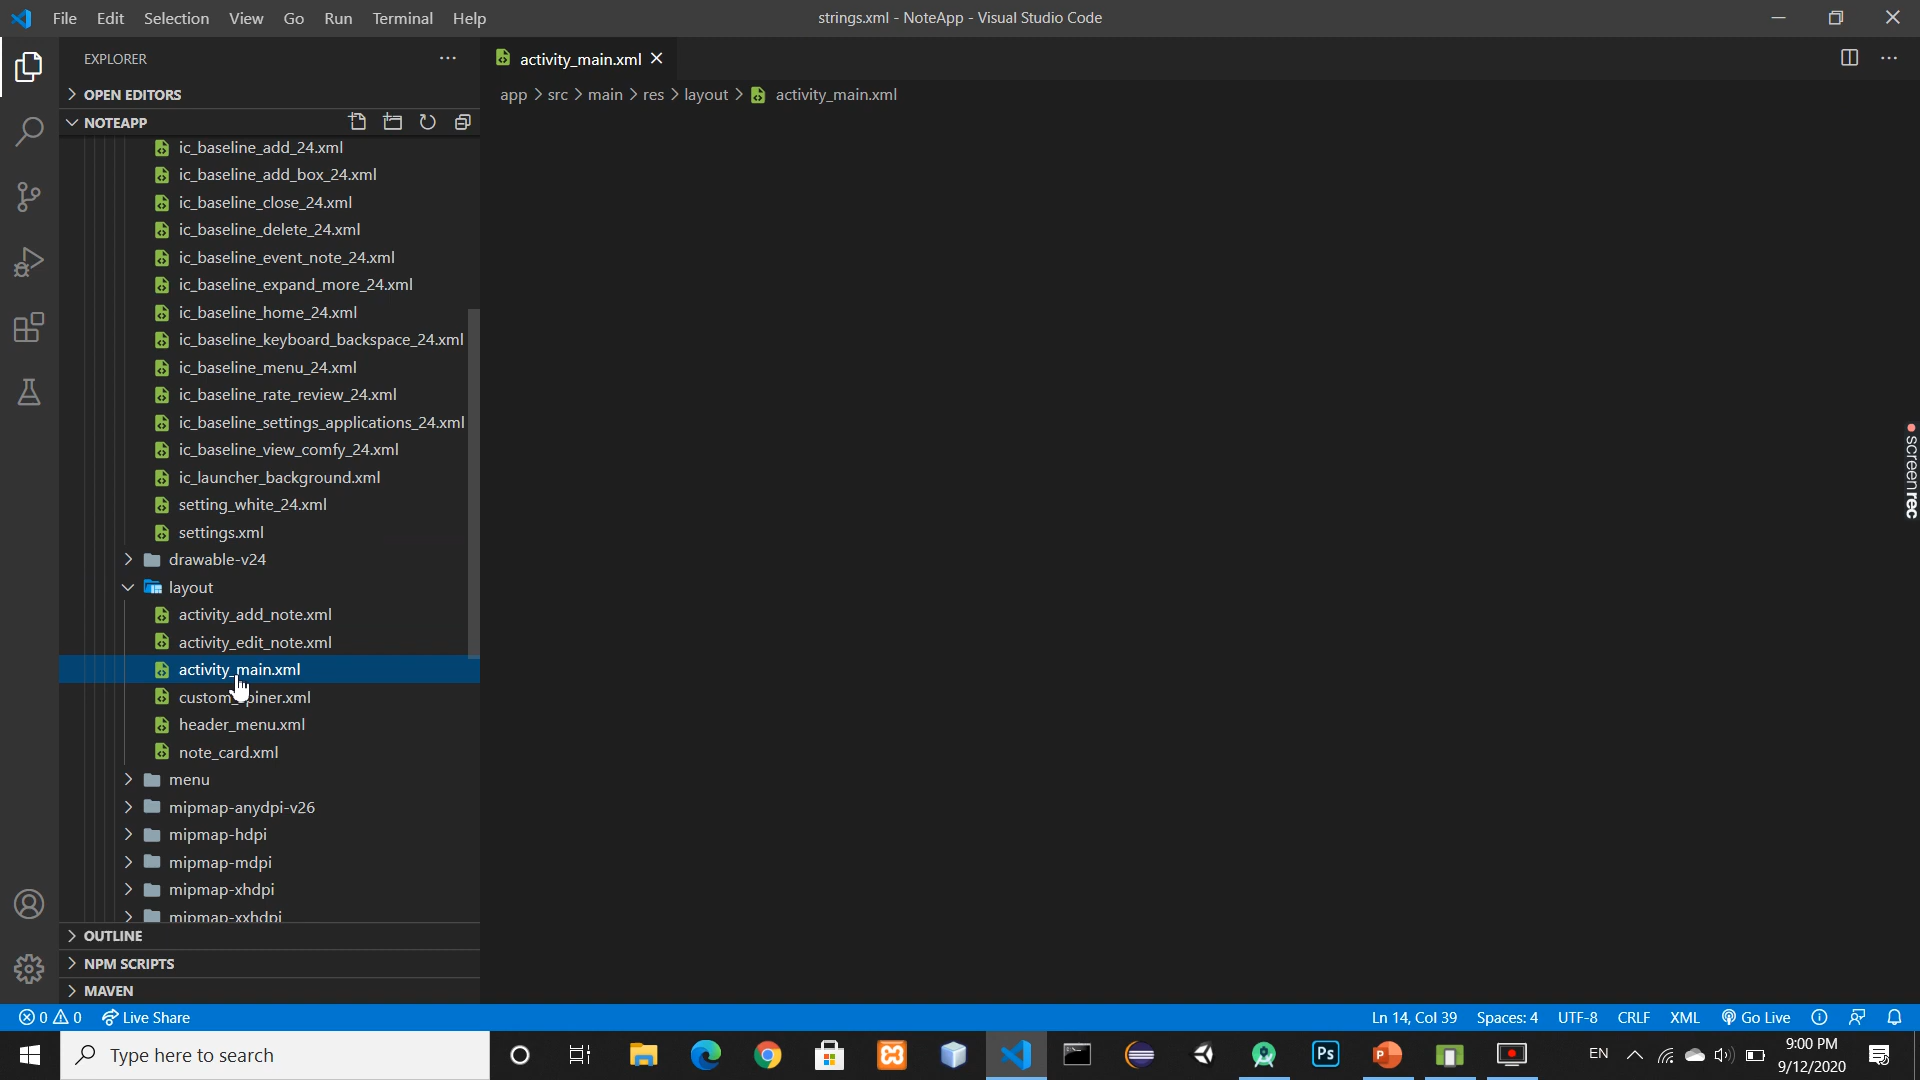 File Edit Selection View Go Run Terminal Help
strings.xml - NoteApp - Visual Studio Code
EXPLORER
activity_main.xml
OPEN EDITORS
app > src > main > res > layout > activity_main.xml
NOTEAPP
ic_baseline_add_24.xml
ic_baseline_add_box_24.xml
ic_baseline_close_24.xml
ic_baseline_delete_24.xml
ic_baseline_event_note_24.xml
ic_baseline_expand_more_24.xml
ic_baseline_home_24.xml
ic_baseline_keyboard_backspace_24.xml
ic_baseline_menu_24.xml
ic_baseline_rate_review_24.xml
ic_baseline_settings_applications_24.xml
ic_baseline_view_comfy_24.xml
ic_launcher_background.xml
setting_white_24.xml
settings.xml
drawable-v24
layout
activity_add_note.xml
activity_edit_note.xml
activity_main.xml
header_menu.xml
note_card.xml
menu
mipmap-anydpi-v26
mipmap-hdpi
mipmap-mdpi
mipmap-xhdpi
mipmap-xxhdpi
OUTLINE
NPM SCRIPTS
MAVEN
screenrec
0 0 Live Share
Ln 14, Col 39 Spaces: 4 UTF-8 CRLF XML Go Live
Type here to search
Ps
P
EN
9:00 PM
9/12/2020